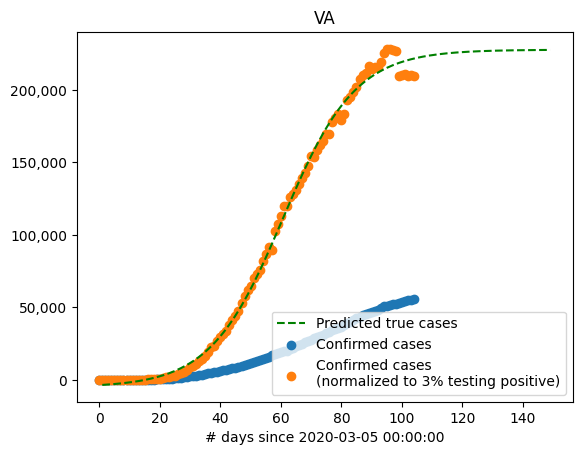 VA
200,000
150,000
100,000
50,000
0
Predicted true cases
Confirmed cases
Confirmed cases
(normalized to 3% testing positive)
0 20 40 60 80 100 120 140
# days since 2020-03-05 00:00:00